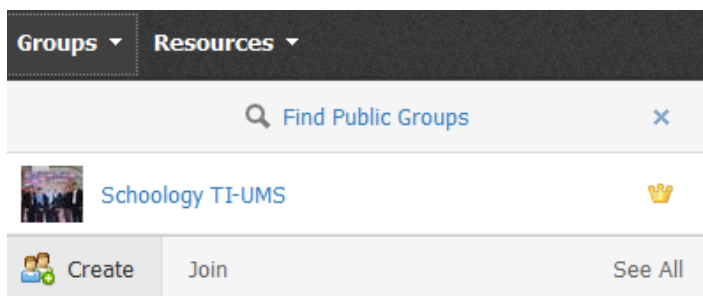 Groups Resources
Find Public Groups
Schoology TI-UMS
Create Join See All